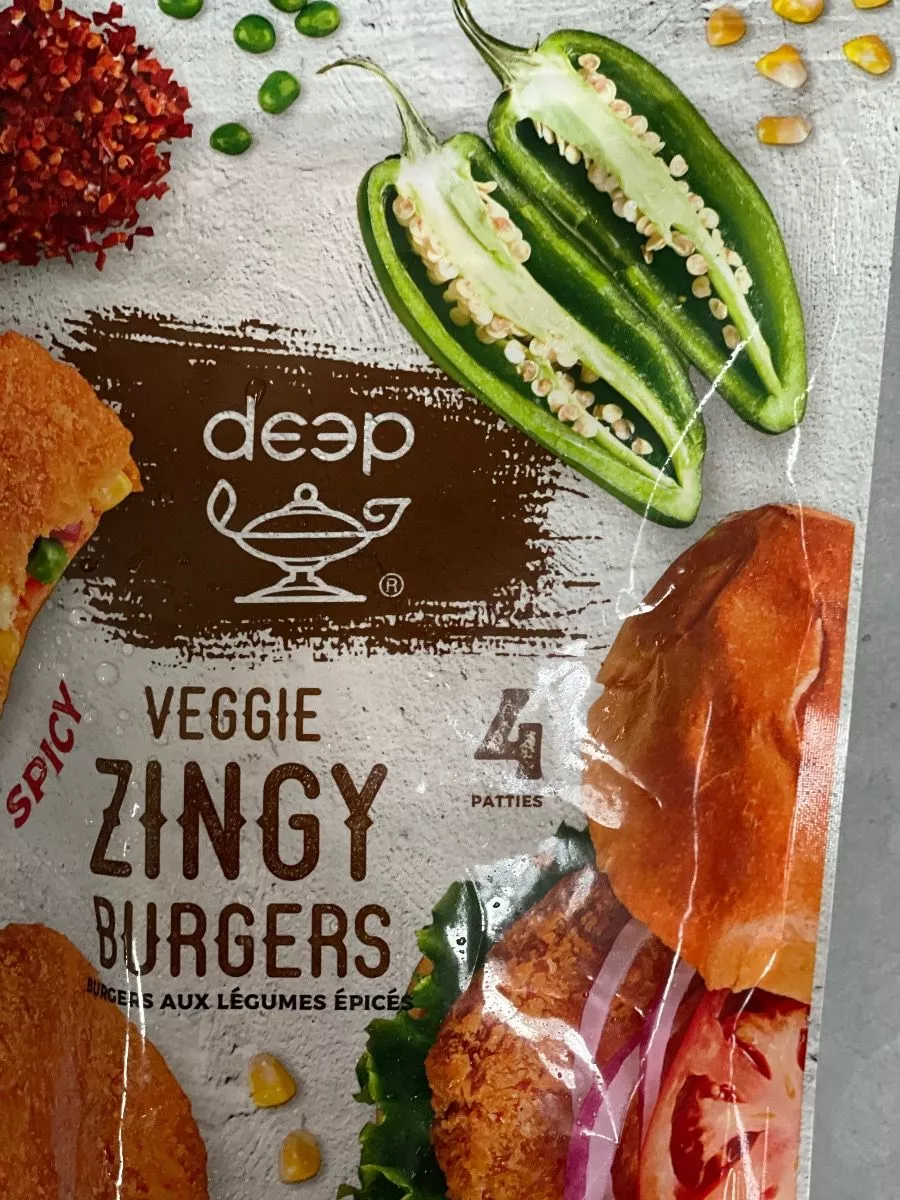 deep
®
SPICY
VEGGIE
ZINGY
BURGERS
BURGERS AUX LÉGUMES ÉPICÉS
4
PATTIES